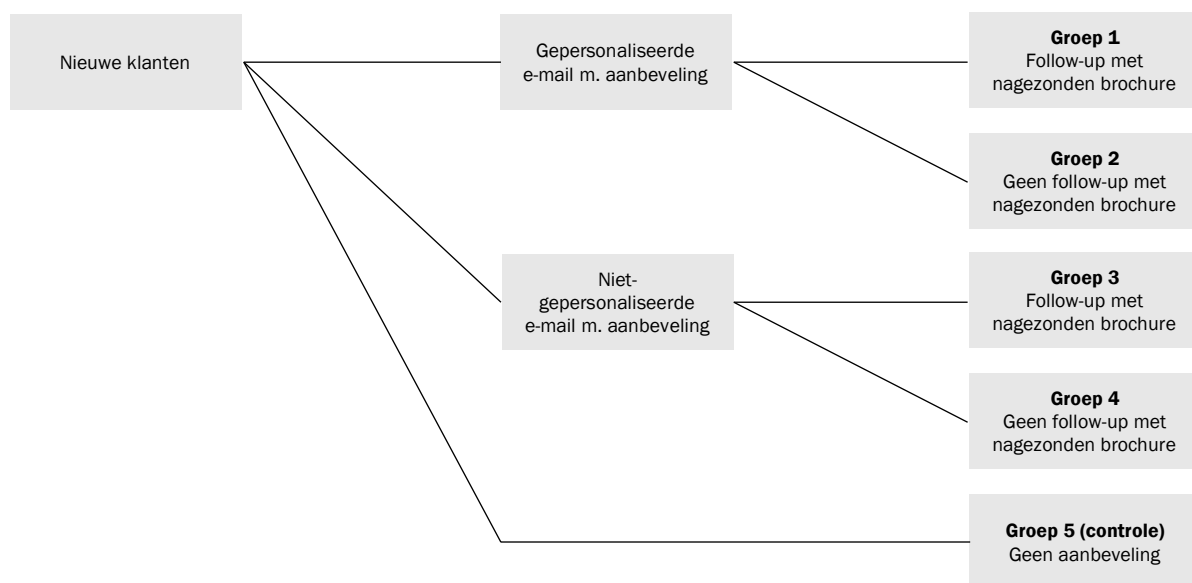 Nieuwe klanten
Gepersonaliseerde
e-mail m. aanbeveling
Groep 1
Follow-up met
nagezonden brochure
Groep 2
Geen follow-up met
nagezonden brochure
Niet-
gepersonaliseerde
e-mail m. aanbeveling
Groep 3
Follow-up met
nagezonden brochure
Groep 4
Geen follow-up met
nagezonden brochure
Groep 5 (controle)
Geen aanbeveling